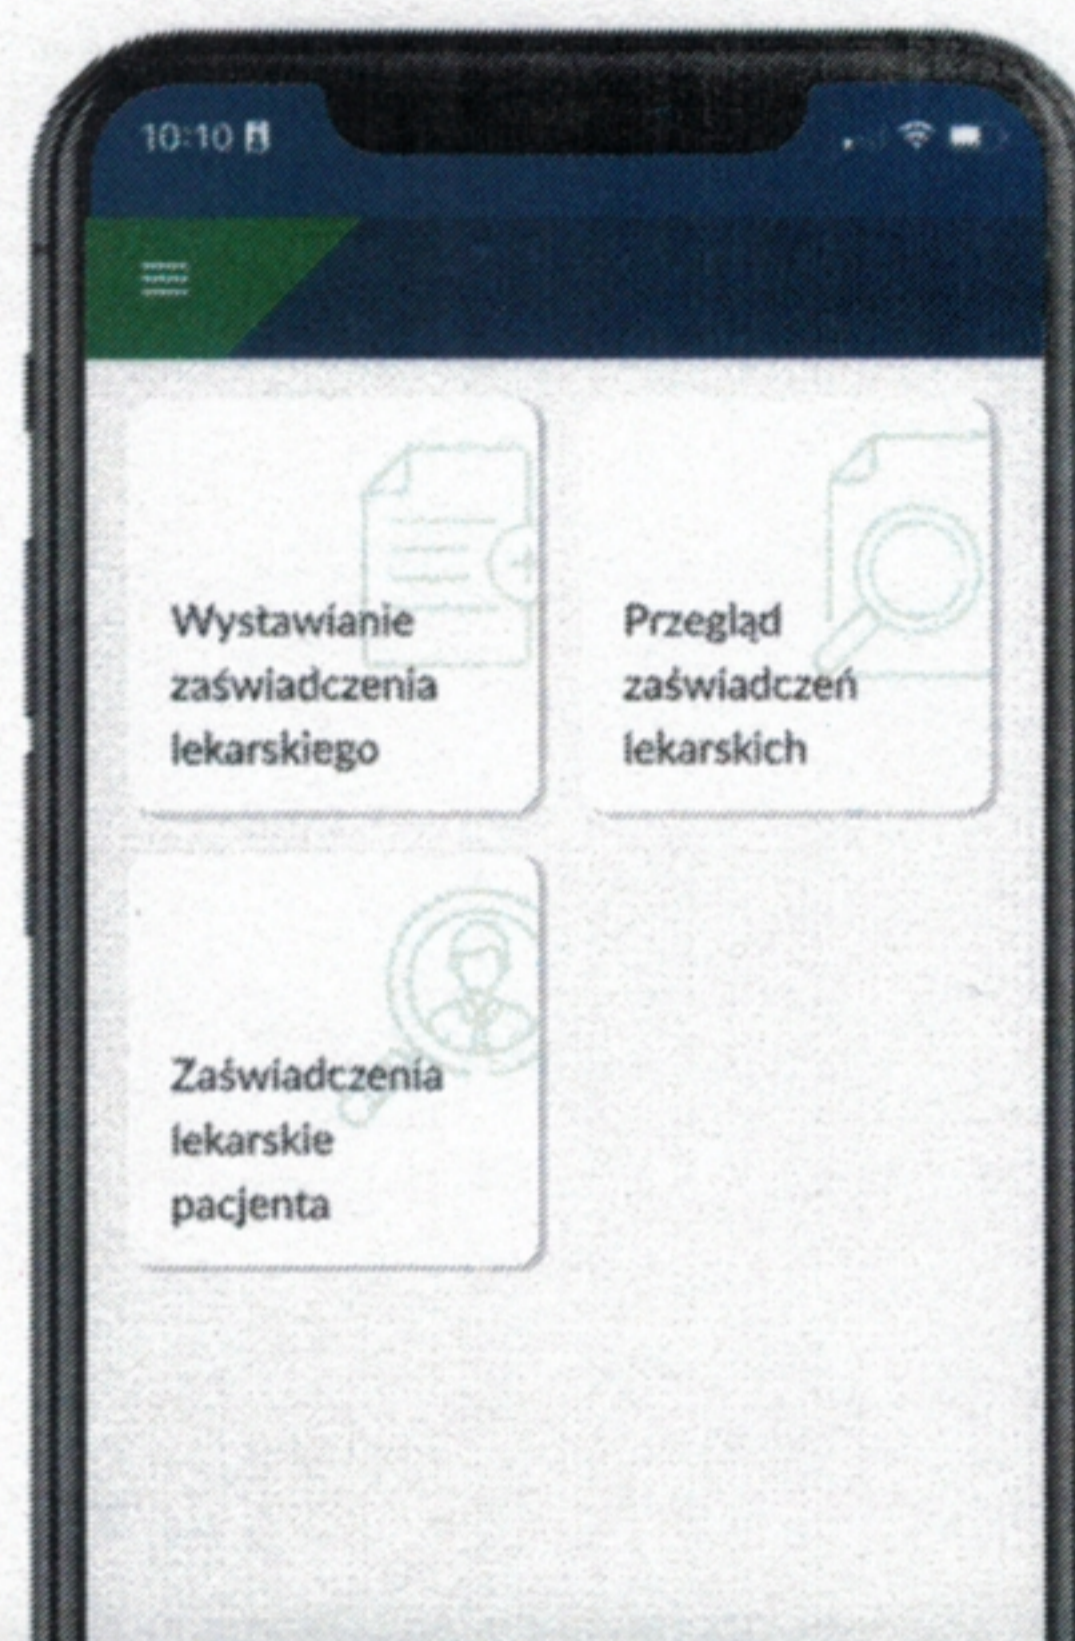 10:10
Wystawianie
zaświadczenia
lekarskiego
Przegląd
zaświadczeń
lekarskich
Zaświadczenia
lekarskie
pacjenta